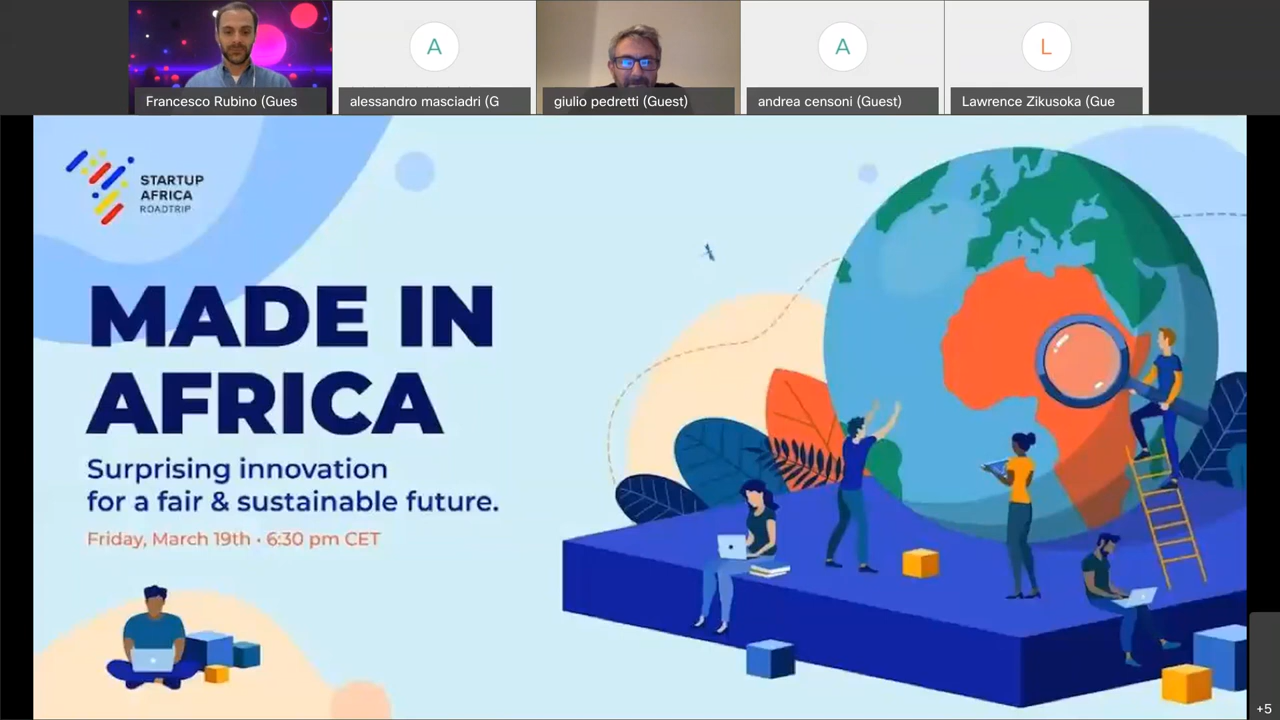 A
A
L
Francesco Rubino (Gues
alessandro masciadri (G
giulio pedretti (Guest)
andrea censoni (Guest)
Lawrence Zikusoka (Gue
STARTUP
AFRICA
ROADTRIP
MADE IN
AFRICA
Surprising innovation
for a fair & sustainable future.
Friday, March 19th • 6:30 pm CET
+5